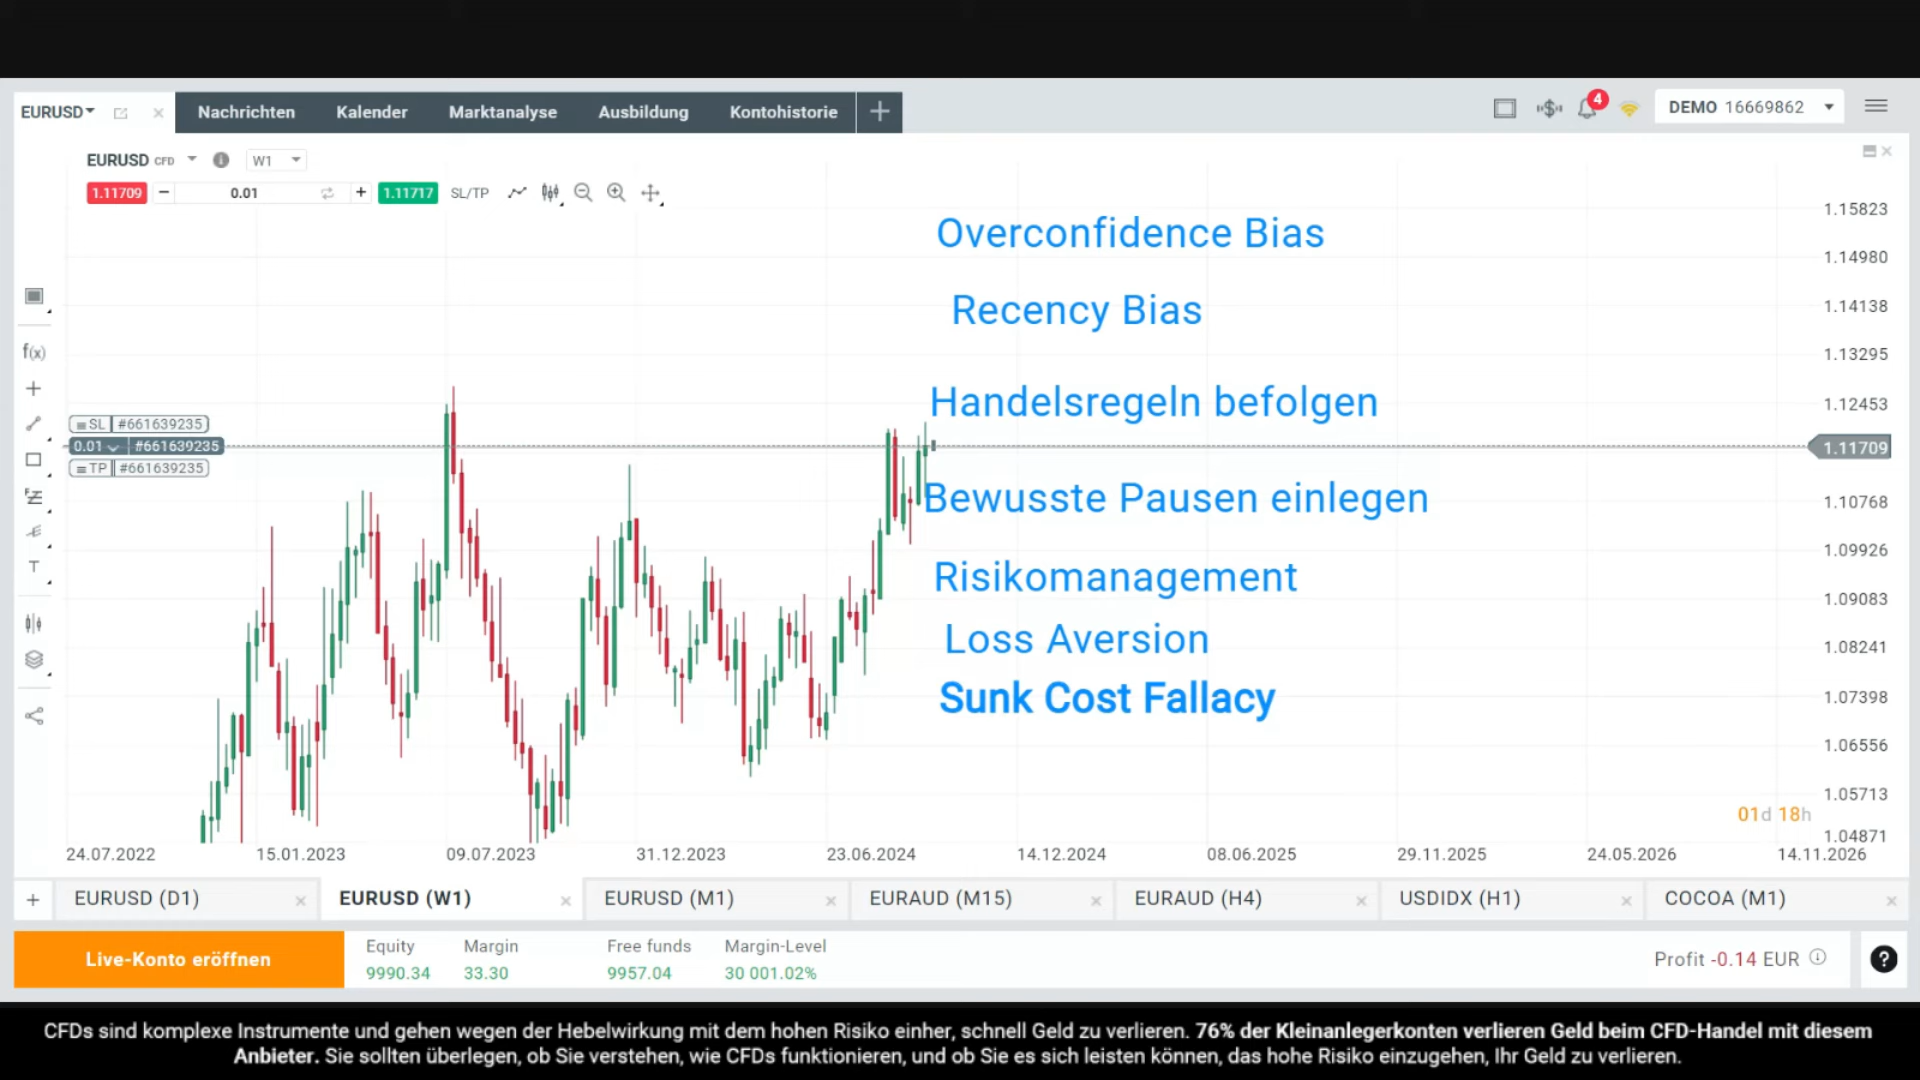 EURUSD Nachrichten Kalender Marktanalyse Ausbildung Kontohistorie 4 DEMO 16669862
EURUSD CFD W1
1.11709 0.01 1.11717 SL/TP
Overconfidence Bias
Recency Bias
Handelsregeln befolgen
Bewusste Pausen einlegen
Risikomanagement
Loss Aversion
Sunk Cost Fallacy
1.15823
1.14980
1.14138
1.13295
1.12453
1.11709
1.10768
1.09926
1.09083
1.08241
1.07398
1.06556
1.05713
1.04871
f(x)
T
SL #661639235
0.01 #661639235
TP #661639235
01d 18h
24.07.2022 15.01.2023 09.07.2023 31.12.2023 23.06.2024 14.12.2024 08.06.2025 29.11.2025 24.05.2026 14.11.2026
EURUSD (D1) EURUSD (W1) EURUSD (M1) EURAUD (M15) EURAUD (H4) USDIDX (H1) COCOA (M1)
Live-Konto eröffnen
Equity Margin Free funds Margin-Level
9990.34 33.30 9957.04 30 001.02%
Profit -0.14 EUR
CFDs sind komplexe Instrumente und gehen wegen der Hebelwirkung mit dem hohen Risiko einher, schnell Geld zu verlieren. 76% der Kleinanlegerkonten verlieren Geld beim CFD-Handel mit diesem
Anbieter. Sie sollten überlegen, ob Sie verstehen, wie CFDs funktionieren, und ob Sie es sich leisten können, das hohe Risiko einzugehen, Ihr Geld zu verlieren.